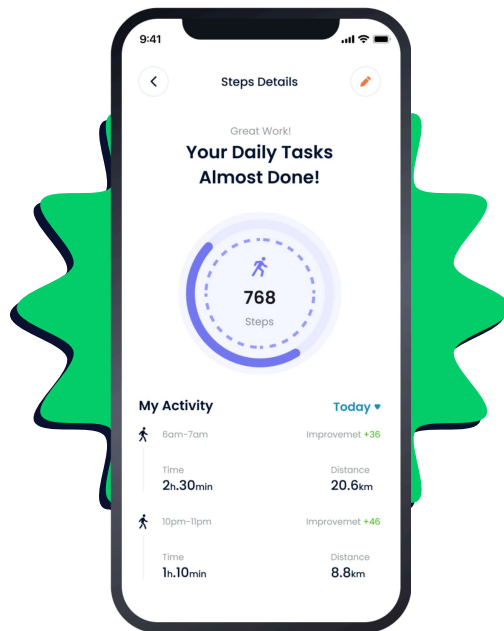 9:41
Steps Details
Great Work!
Your Daily Tasks
Almost Done!
768
Steps
My Activity Today
6am-7am Improvemet +36
Time Distance
2h.30min 20.6km
10pm-11pm Improvemet +46
Time Distance
1h.10min 8.8km